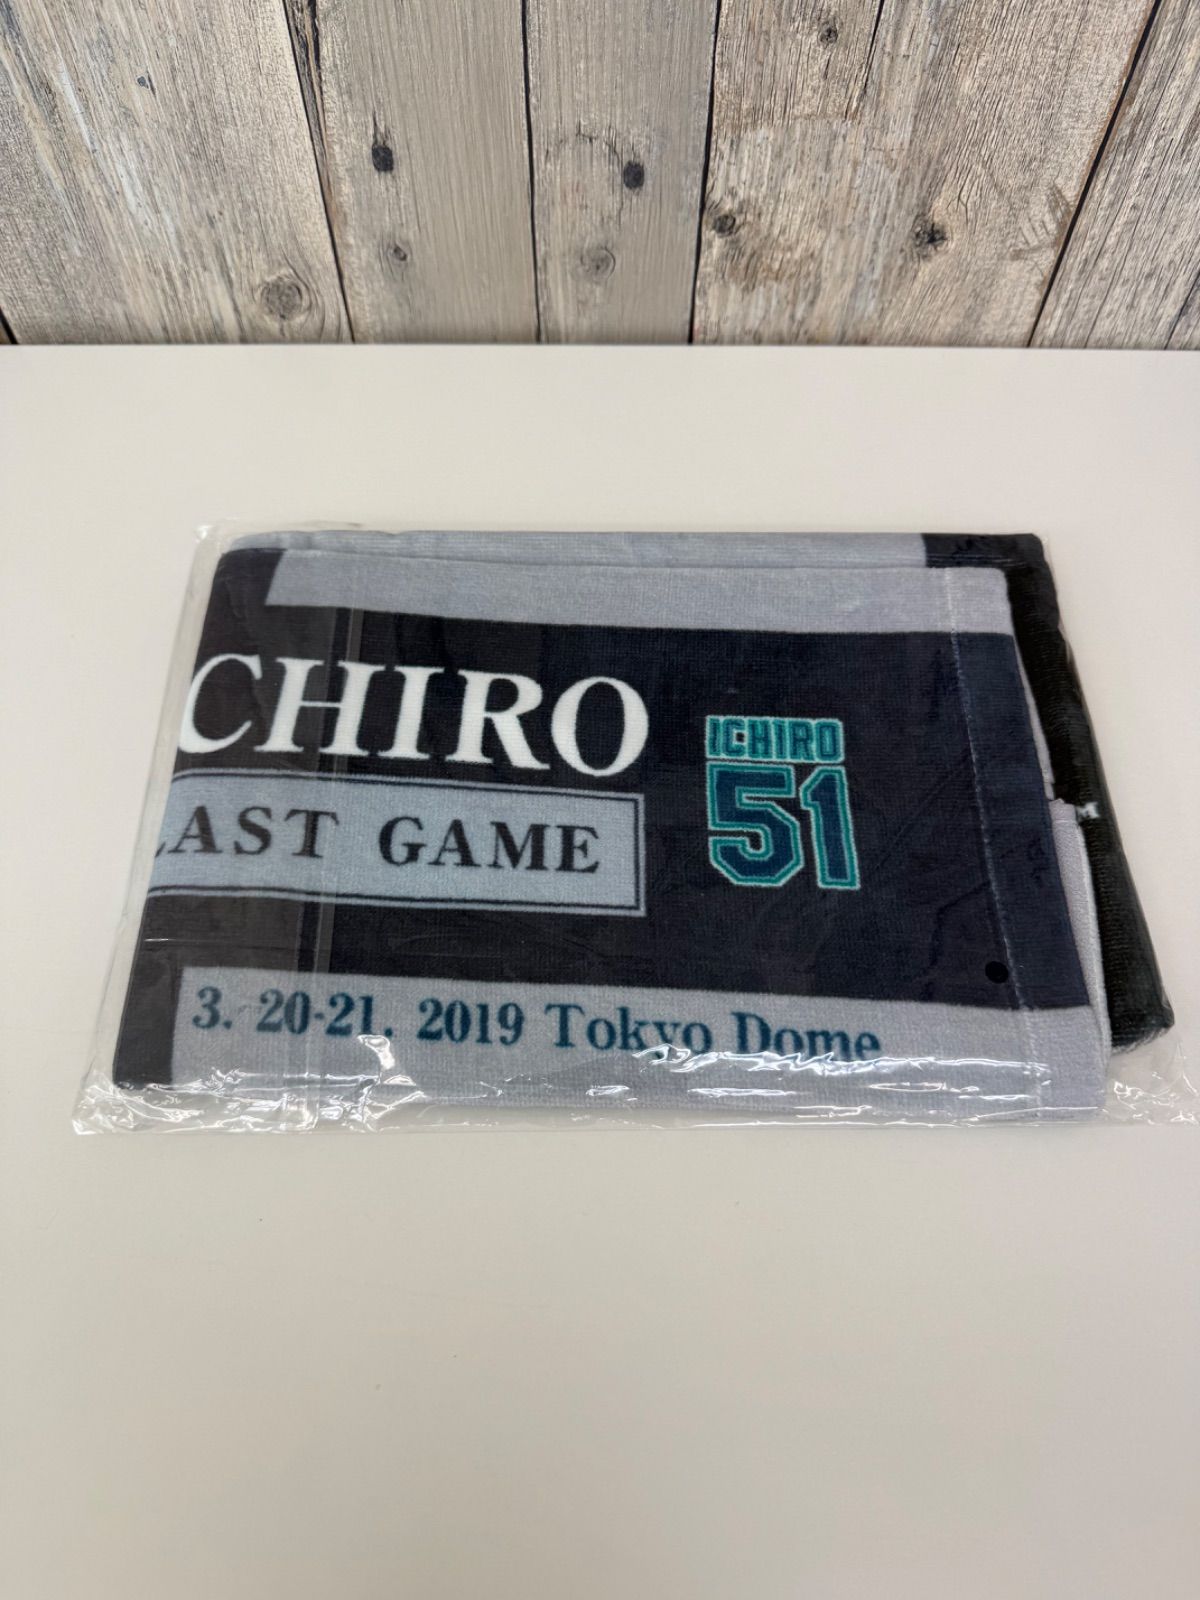 CHIRO
LAST GAME
ICHIRO
51
3. 20-21. 2019 Tokyo Dome
M